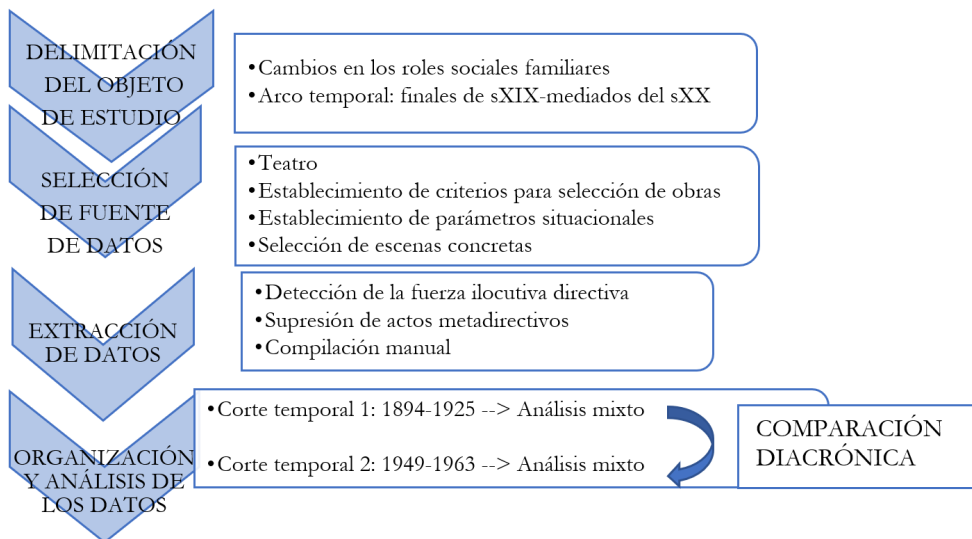 DELIMITACIÓN
DEL OBJETO
DE ESTUDIO
•Cambios en los roles sociales familiares
•Arco temporal: finales de sXIX-mediados del sXX
SELECCIÓN
DE FUENTE
DE DATOS
•Teatro
•Establecimiento de criterios para selección de obras
•Establecimiento de parámetros situacionales
•Selección de escenas concretas
EXTRACCIÓN
DE DATOS
•Detección de la fuerza ilocutiva directiva
•Supresión de actos metadirectivos
•Compilación manual
ORGANIZACIÓN
Y ANÁLISIS DE
LOS DATOS
•Corte temporal 1: 1894-1925 --> Análisis mixto
•Corte temporal 2: 1949-1963 --> Análisis mixto
COMPARACIÓN
DIACRÓNICA